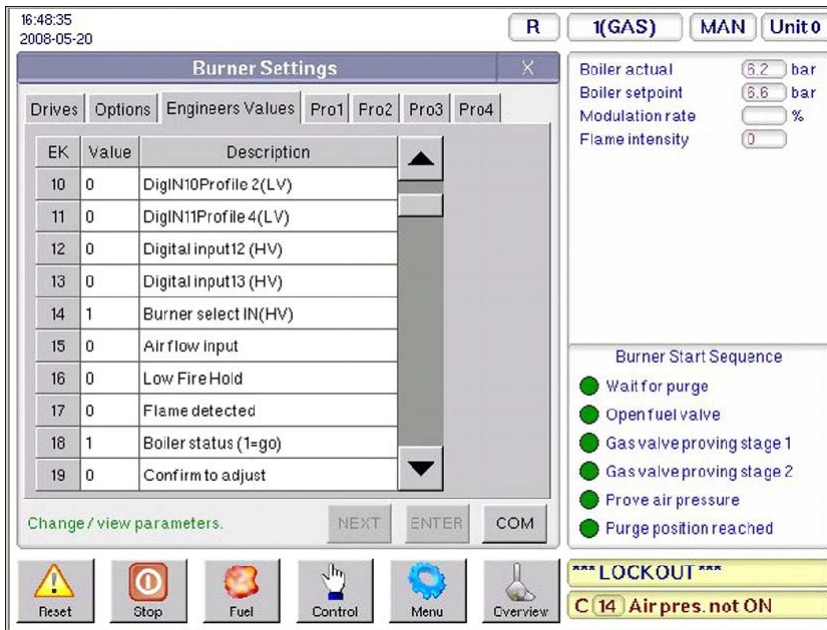 16:48:35
2008-05-20
R
1(GAS)
MAN
Unit 0
Burner Settings
X
Drives
Options
Engineers Values
Pro1
Pro2
Pro3
Pro4
EK Value Description
10 0 DigIN10Profile 2(LV)
11 0 DigIN11Profile 4(LV)
12 0 Digital input12 (HV)
13 0 Digital input13 (HV)
14 1 Burner select IN(HV)
15 0 Air flow input
16 0 Low Fire Hold
17 0 Flame detected
18 1 Boiler status (1=go)
19 0 Confirm to adjust
Change / view parameters.
NEXT
ENTER
COM
Reset
Stop
Fuel
Control
Menu
Overview
Boiler actual 6.2 bar
Boiler setpoint 6.6 bar
Modulation rate %
Flame intensity 0
Burner Start Sequence
Wait for purge
Open fuel valve
Gas valve proving stage 1
Gas valve proving stage 2
Prove air pressure
Purge position reached
*** LOCKOUT ***
C 14 Air pres. not ON